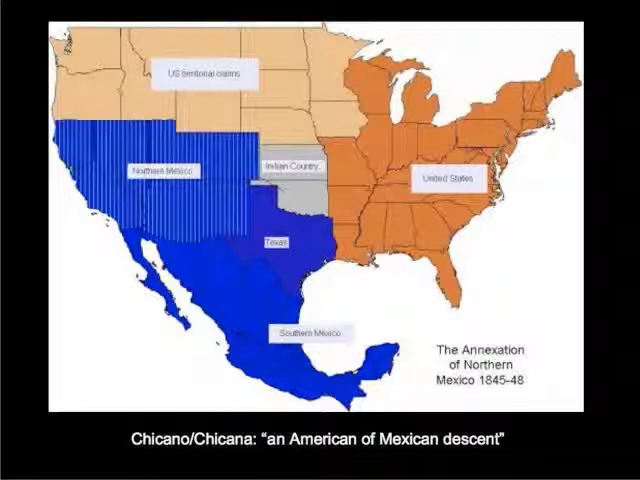 US territorial claims
Northern Mexico
Indian Country
United States
Texas
Southern Mexico
The Annexation
of Northern
Mexico 1845-48
Chicano/Chicana: “an American of Mexican descent”